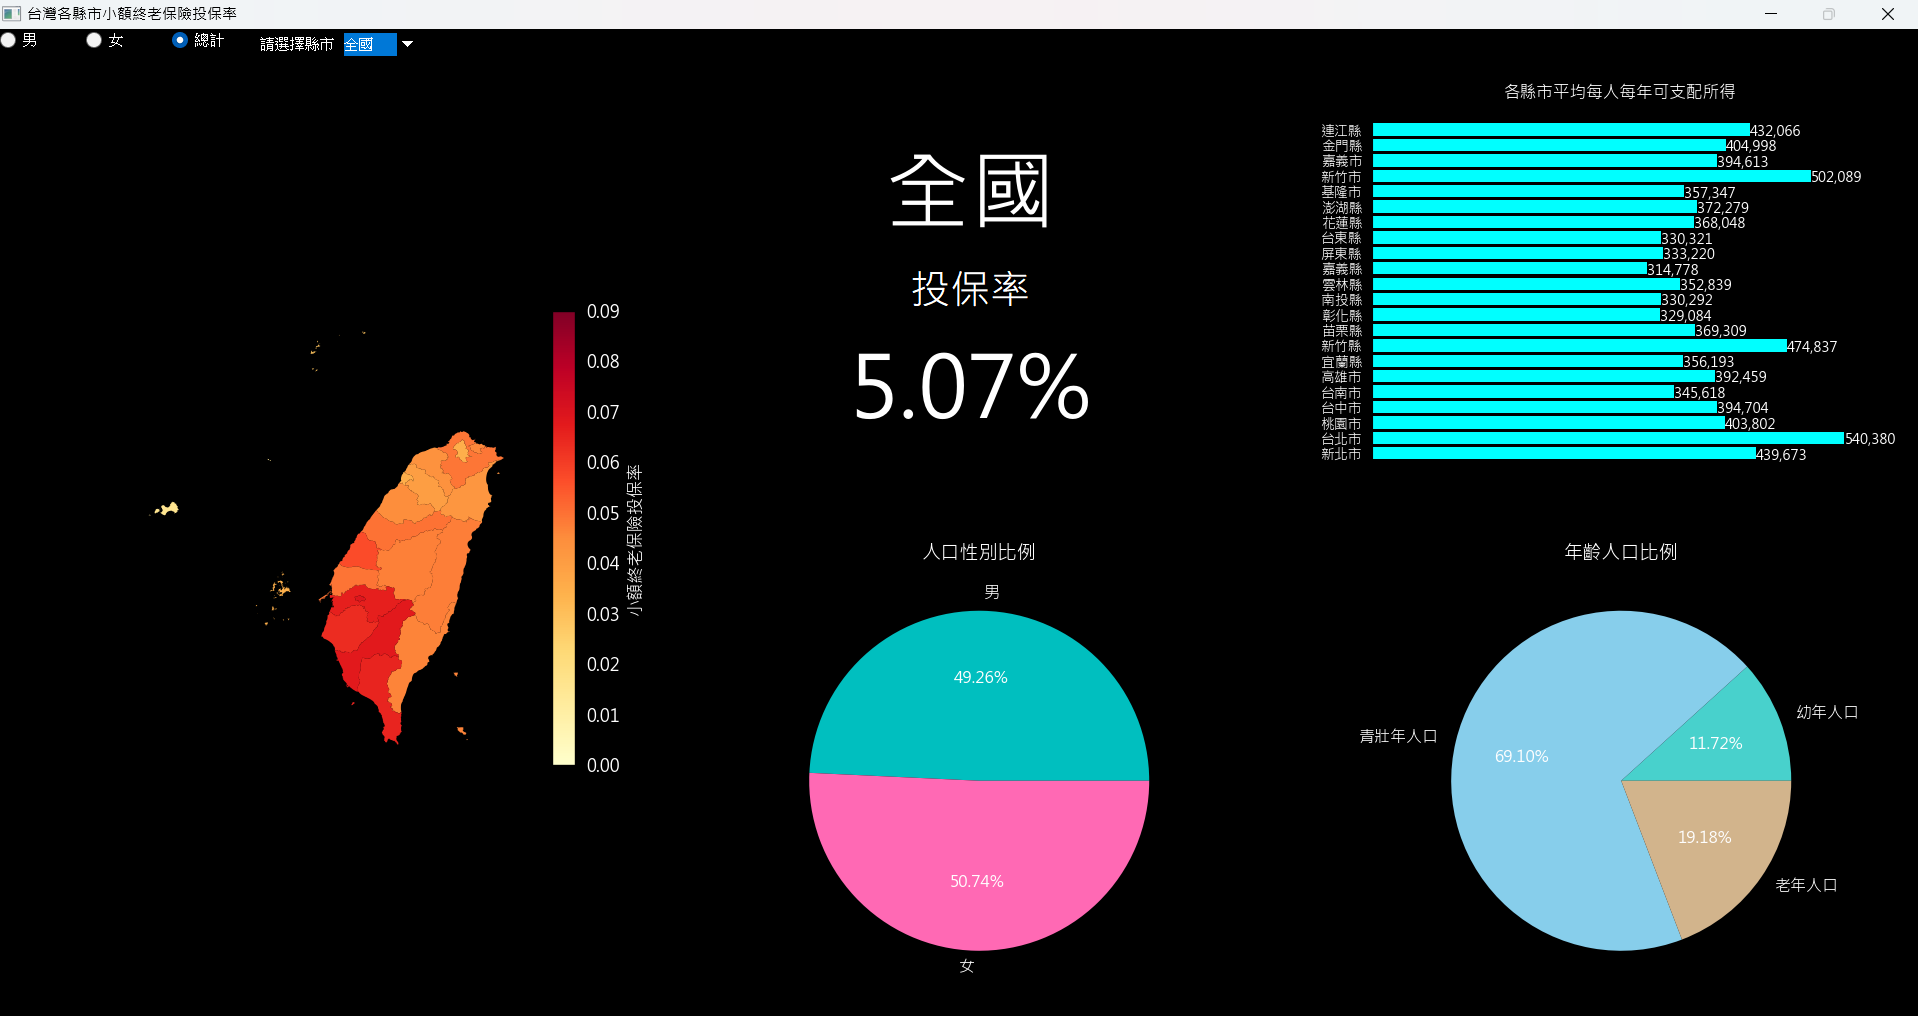 台灣各縣市小額終老保險投保率
男 女 總計 請選擇縣市 全國
0.09
0.08
0.07
0.06
0.05
0.04
0.03
0.02
0.01
0.00
小額終老保險投保率
全國
投保率
5.07%
各縣市平均每人每年可支配所得
連江縣 432,066
金門縣 404,998
嘉義市 394,613
新竹市 502,089
基隆市 357,347
澎湖縣 372,279
花蓮縣 368,048
台東縣 330,321
屏東縣 333,220
嘉義縣 314,778
雲林縣 352,839
南投縣 330,292
彰化縣 329,084
苗栗縣 369,309
新竹縣 474,837
宜蘭縣 356,193
高雄市 392,459
台南市 345,618
台中市 394,704
桃園市 403,802
台北市 540,380
新北市 439,673
人口性別比例
男
49.26%
50.74%
女
年齡人口比例
幼年人口
11.72%
青壯年人口
69.10%
19.18%
老年人口